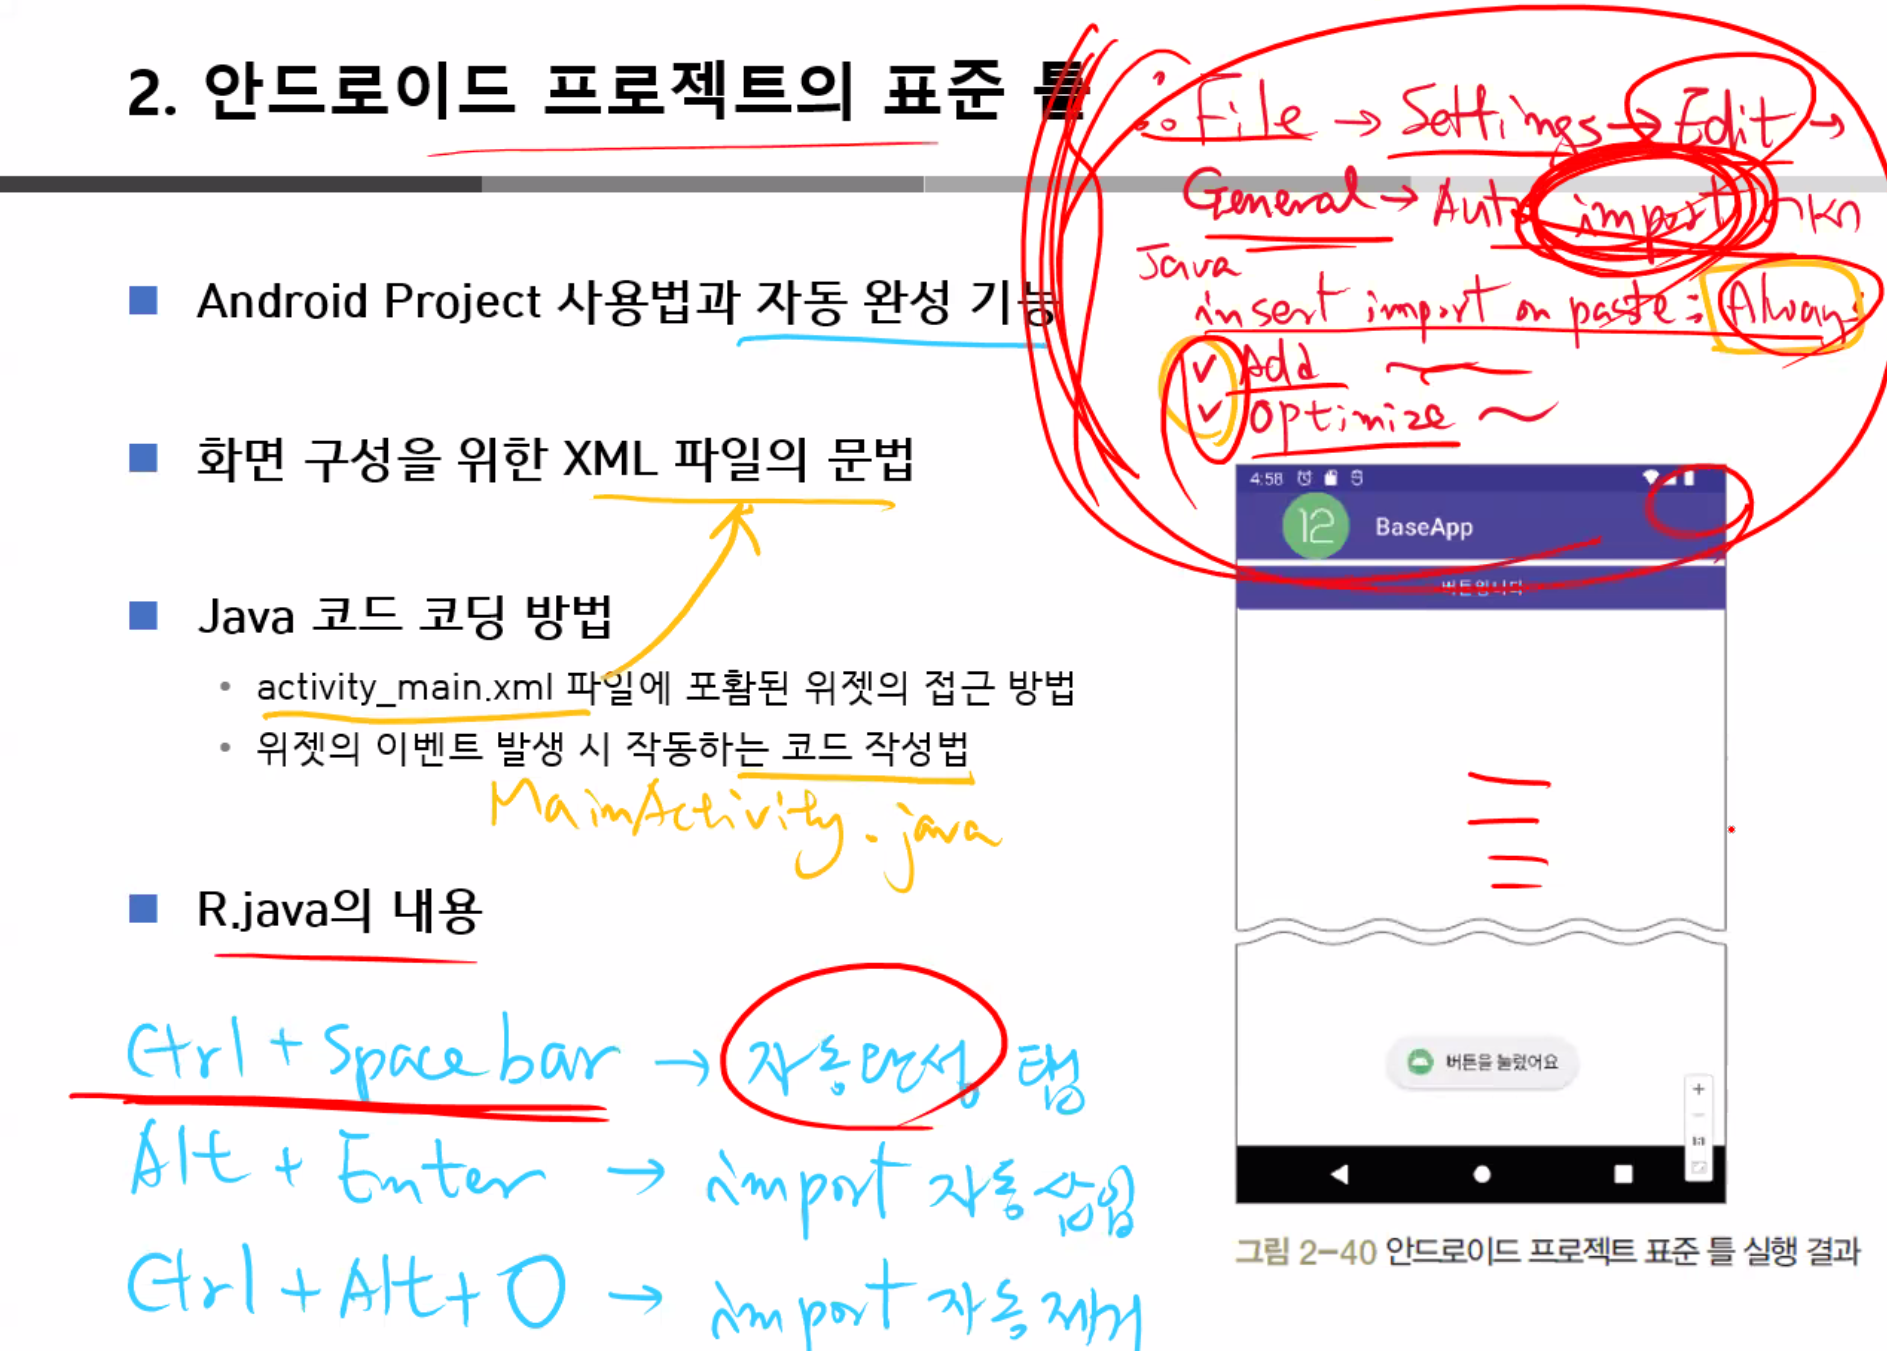 2. 안드로이드 프로젝트의 표준 틀
File → Settings → Edit →
General → Auto import
Java
insert import on paste : Always
✓ Add
✓ Optimize ~
■ Android Project 사용법과 자동 완성 기능
■ 화면 구성을 위한 XML 파일의 문법
■ Java 코드 코딩 방법
• activity_main.xml 파일에 포홤된 위젯의 접근 방법
• 위젯의 이벤트 발생 시 작동하는 코드 작성법
MainActivity.java
■ R.java의 내용
Ctrl + Spacebar → 자동완성 탭
Alt + Enter → import 자동삽입
Ctrl + Alt + O → import 자동제거
4:58
12
BaseApp
버튼입니다
버튼을 눌렀어요
1:1
그림 2-40 안드로이드 프로젝트 표준 틀 실행 결과